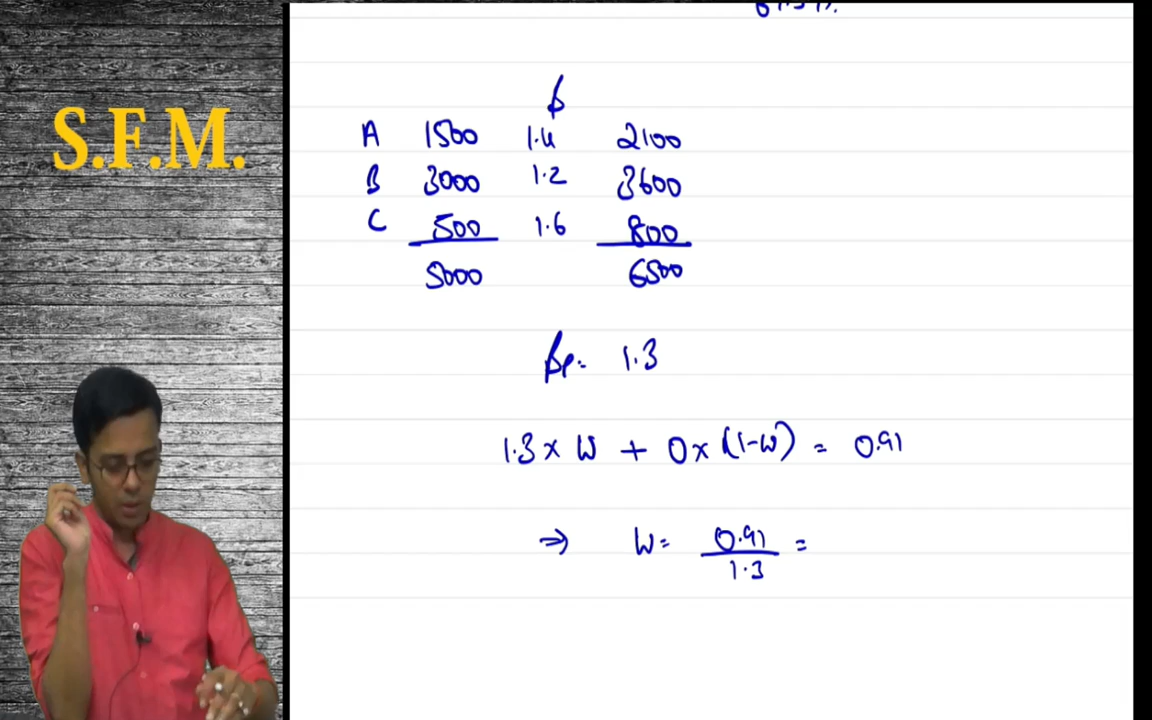 S.F.M.
β
A 1500 1.4 2100
B 3000 1.2 3600
C 500 1.6 800
5000 6500
βp = 1.3
1.3 x W + 0 x (1-W) = 0.91
⇒ W = 0.91 / 1.3 =